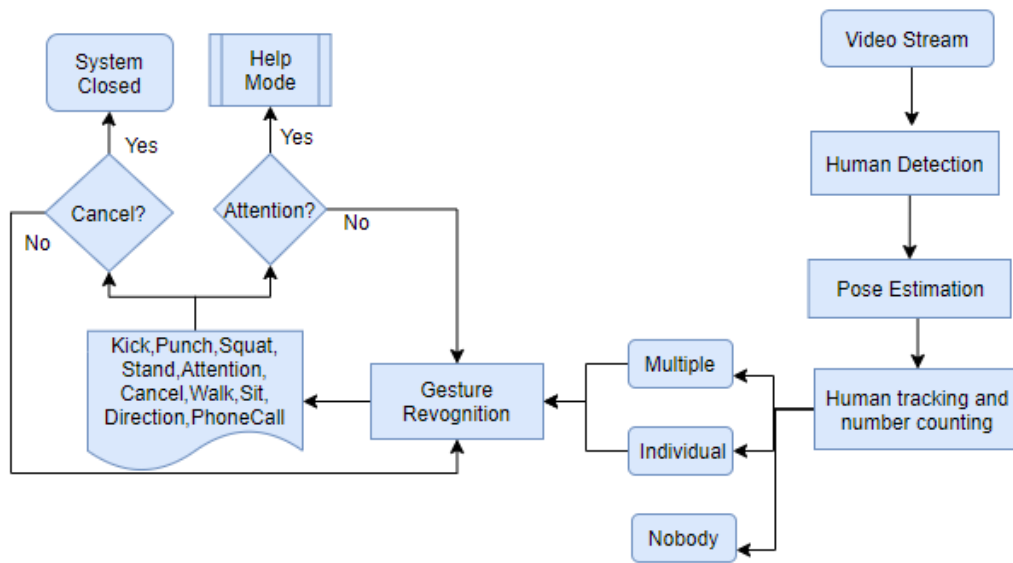 System
Closed
Help
Mode
Video Stream
Yes
Yes
Human Detection
Cancel?
Attention?
No
No
Pose Estimation
Kick,Punch,Squat,
Stand,Attention,
Cancel,Walk,Sit,
Direction,PhoneCall
Gesture
Revognition
Multiple
Individual
Nobody
Human tracking and
number counting